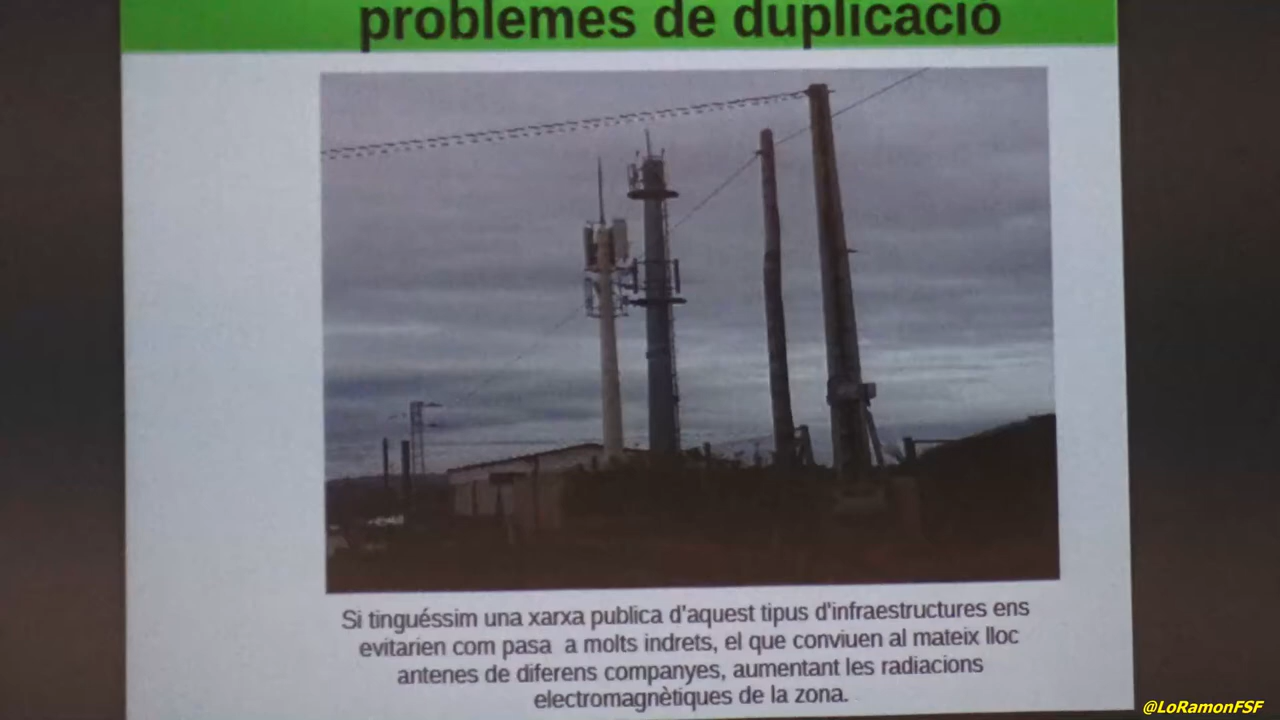 problemes de duplicació
Si tinguéssim una xarxa publica d'aquest tipus d'infraestructures ens
evitarien com pasa a molts indrets, el que conviuen al mateix lloc
antenes de diferens companyes, aumentant les radiacions
electromagnètiques de la zona.
@LoRamonFSF